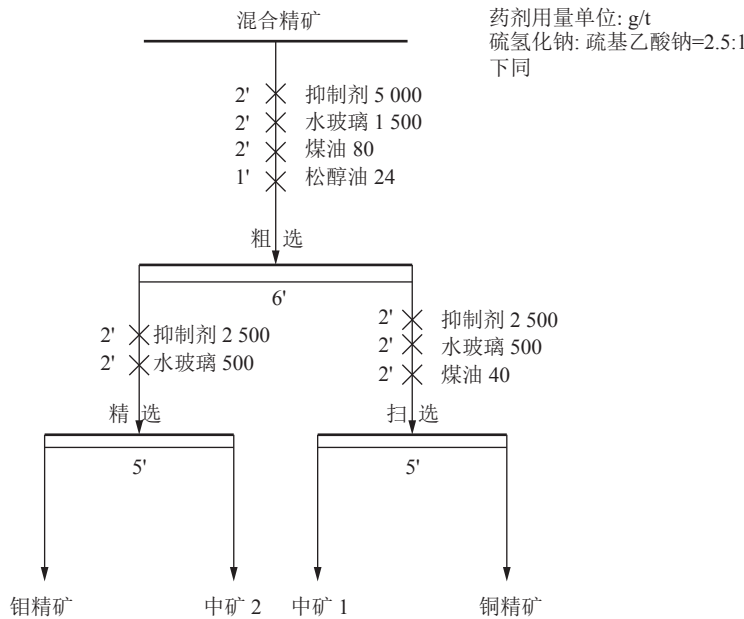 混合精矿
药剂用量单位: g/t
硫氢化钠: 巯基乙酸钠=2.5:1
下同
2' 抑制剂 5 000
2' 水玻璃 1 500
2' 煤油 80
1' 松醇油 24
粗 选
6'
2' 抑制剂 2 500
2' 水玻璃 500
2' 抑制剂 2 500
2' 水玻璃 500
2' 煤油 40
精 选
扫 选
5'
5'
钼精矿
中矿 2
中矿 1
铜精矿